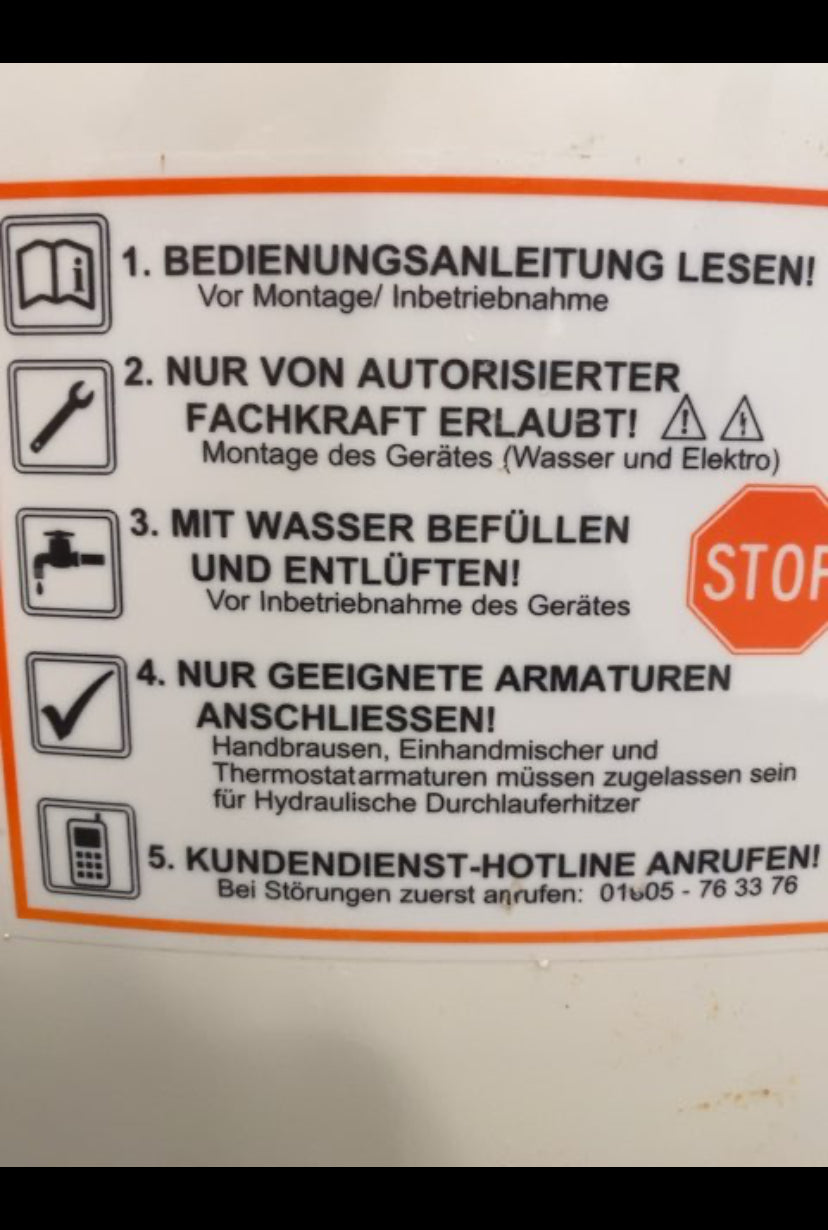 1. BEDIENUNGSANLEITUNG LESEN!
Vor Montage/ Inbetriebnahme
2. NUR VON AUTORISIERTER
FACHKRAFT ERLAUBT!
Montage des Gerätes (Wasser und Elektro)
3. MIT WASSER BEFÜLLEN
UND ENTLÜFTEN!
Vor Inbetriebnahme des Gerätes
STOP
4. NUR GEEIGNETE ARMATUREN
ANSCHLIESSEN!
Handbrausen, Einhandmischer und
Thermostatarmaturen müssen zugelassen sein
für Hydraulische Durchlauferhitzer
5. KUNDENDIENST-HOTLINE ANRUFEN!
Bei Störungen zuerst anrufen: - 76 33 76